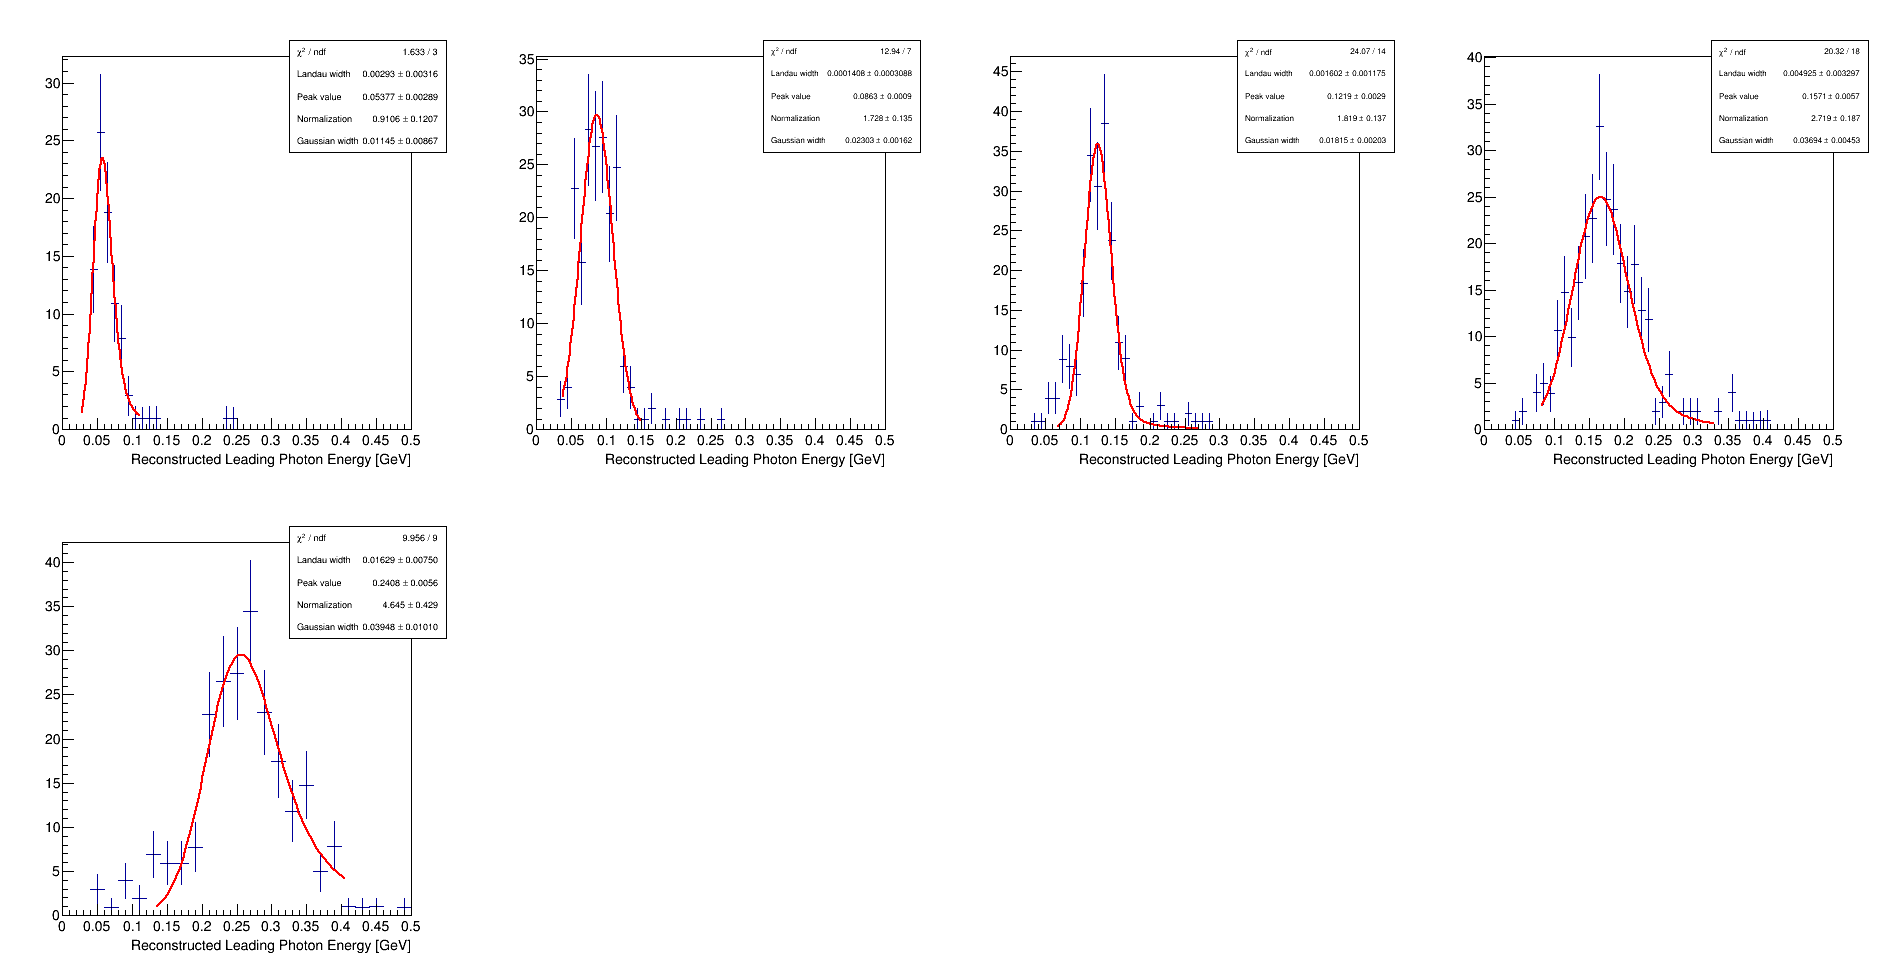 χ² / ndf 1.633 / 3
Landau width 0.00293 ± 0.00316
Peak value 0.05377 ± 0.00289
Normalization 0.9106 ± 0.1207
Gaussian width 0.01145 ± 0.00867
30
25
20
15
10
5
0
0 0.05 0.1 0.15 0.2 0.25 0.3 0.35 0.4 0.45 0.5
Reconstructed Leading Photon Energy [GeV]
χ² / ndf 12.94 / 7
Landau width 0.0001408 ± 0.0003088
Peak value 0.0863 ± 0.0009
Normalization 1.728 ± 0.135
Gaussian width 0.02303 ± 0.00162
35
30
25
20
15
10
5
0
0 0.05 0.1 0.15 0.2 0.25 0.3 0.35 0.4 0.45 0.5
Reconstructed Leading Photon Energy [GeV]
χ² / ndf 24.07 / 14
Landau width 0.001602 ± 0.001175
Peak value 0.1219 ± 0.0029
Normalization 1.819 ± 0.137
Gaussian width 0.01815 ± 0.00203
45
40
35
30
25
20
15
10
5
0
0 0.05 0.1 0.15 0.2 0.25 0.3 0.35 0.4 0.45 0.5
Reconstructed Leading Photon Energy [GeV]
χ² / ndf 20.32 / 18
Landau width 0.004925 ± 0.003297
Peak value 0.1571 ± 0.0057
Normalization 2.719 ± 0.187
Gaussian width 0.03694 ± 0.00453
40
35
30
25
20
15
10
5
0
0 0.05 0.1 0.15 0.2 0.25 0.3 0.35 0.4 0.45 0.5
Reconstructed Leading Photon Energy [GeV]
χ² / ndf 9.956 / 9
Landau width 0.01629 ± 0.00750
Peak value 0.2408 ± 0.0056
Normalization 4.645 ± 0.429
Gaussian width 0.03948 ± 0.01010
40
35
30
25
20
15
10
5
0
0 0.05 0.1 0.15 0.2 0.25 0.3 0.35 0.4 0.45 0.5
Reconstructed Leading Photon Energy [GeV]